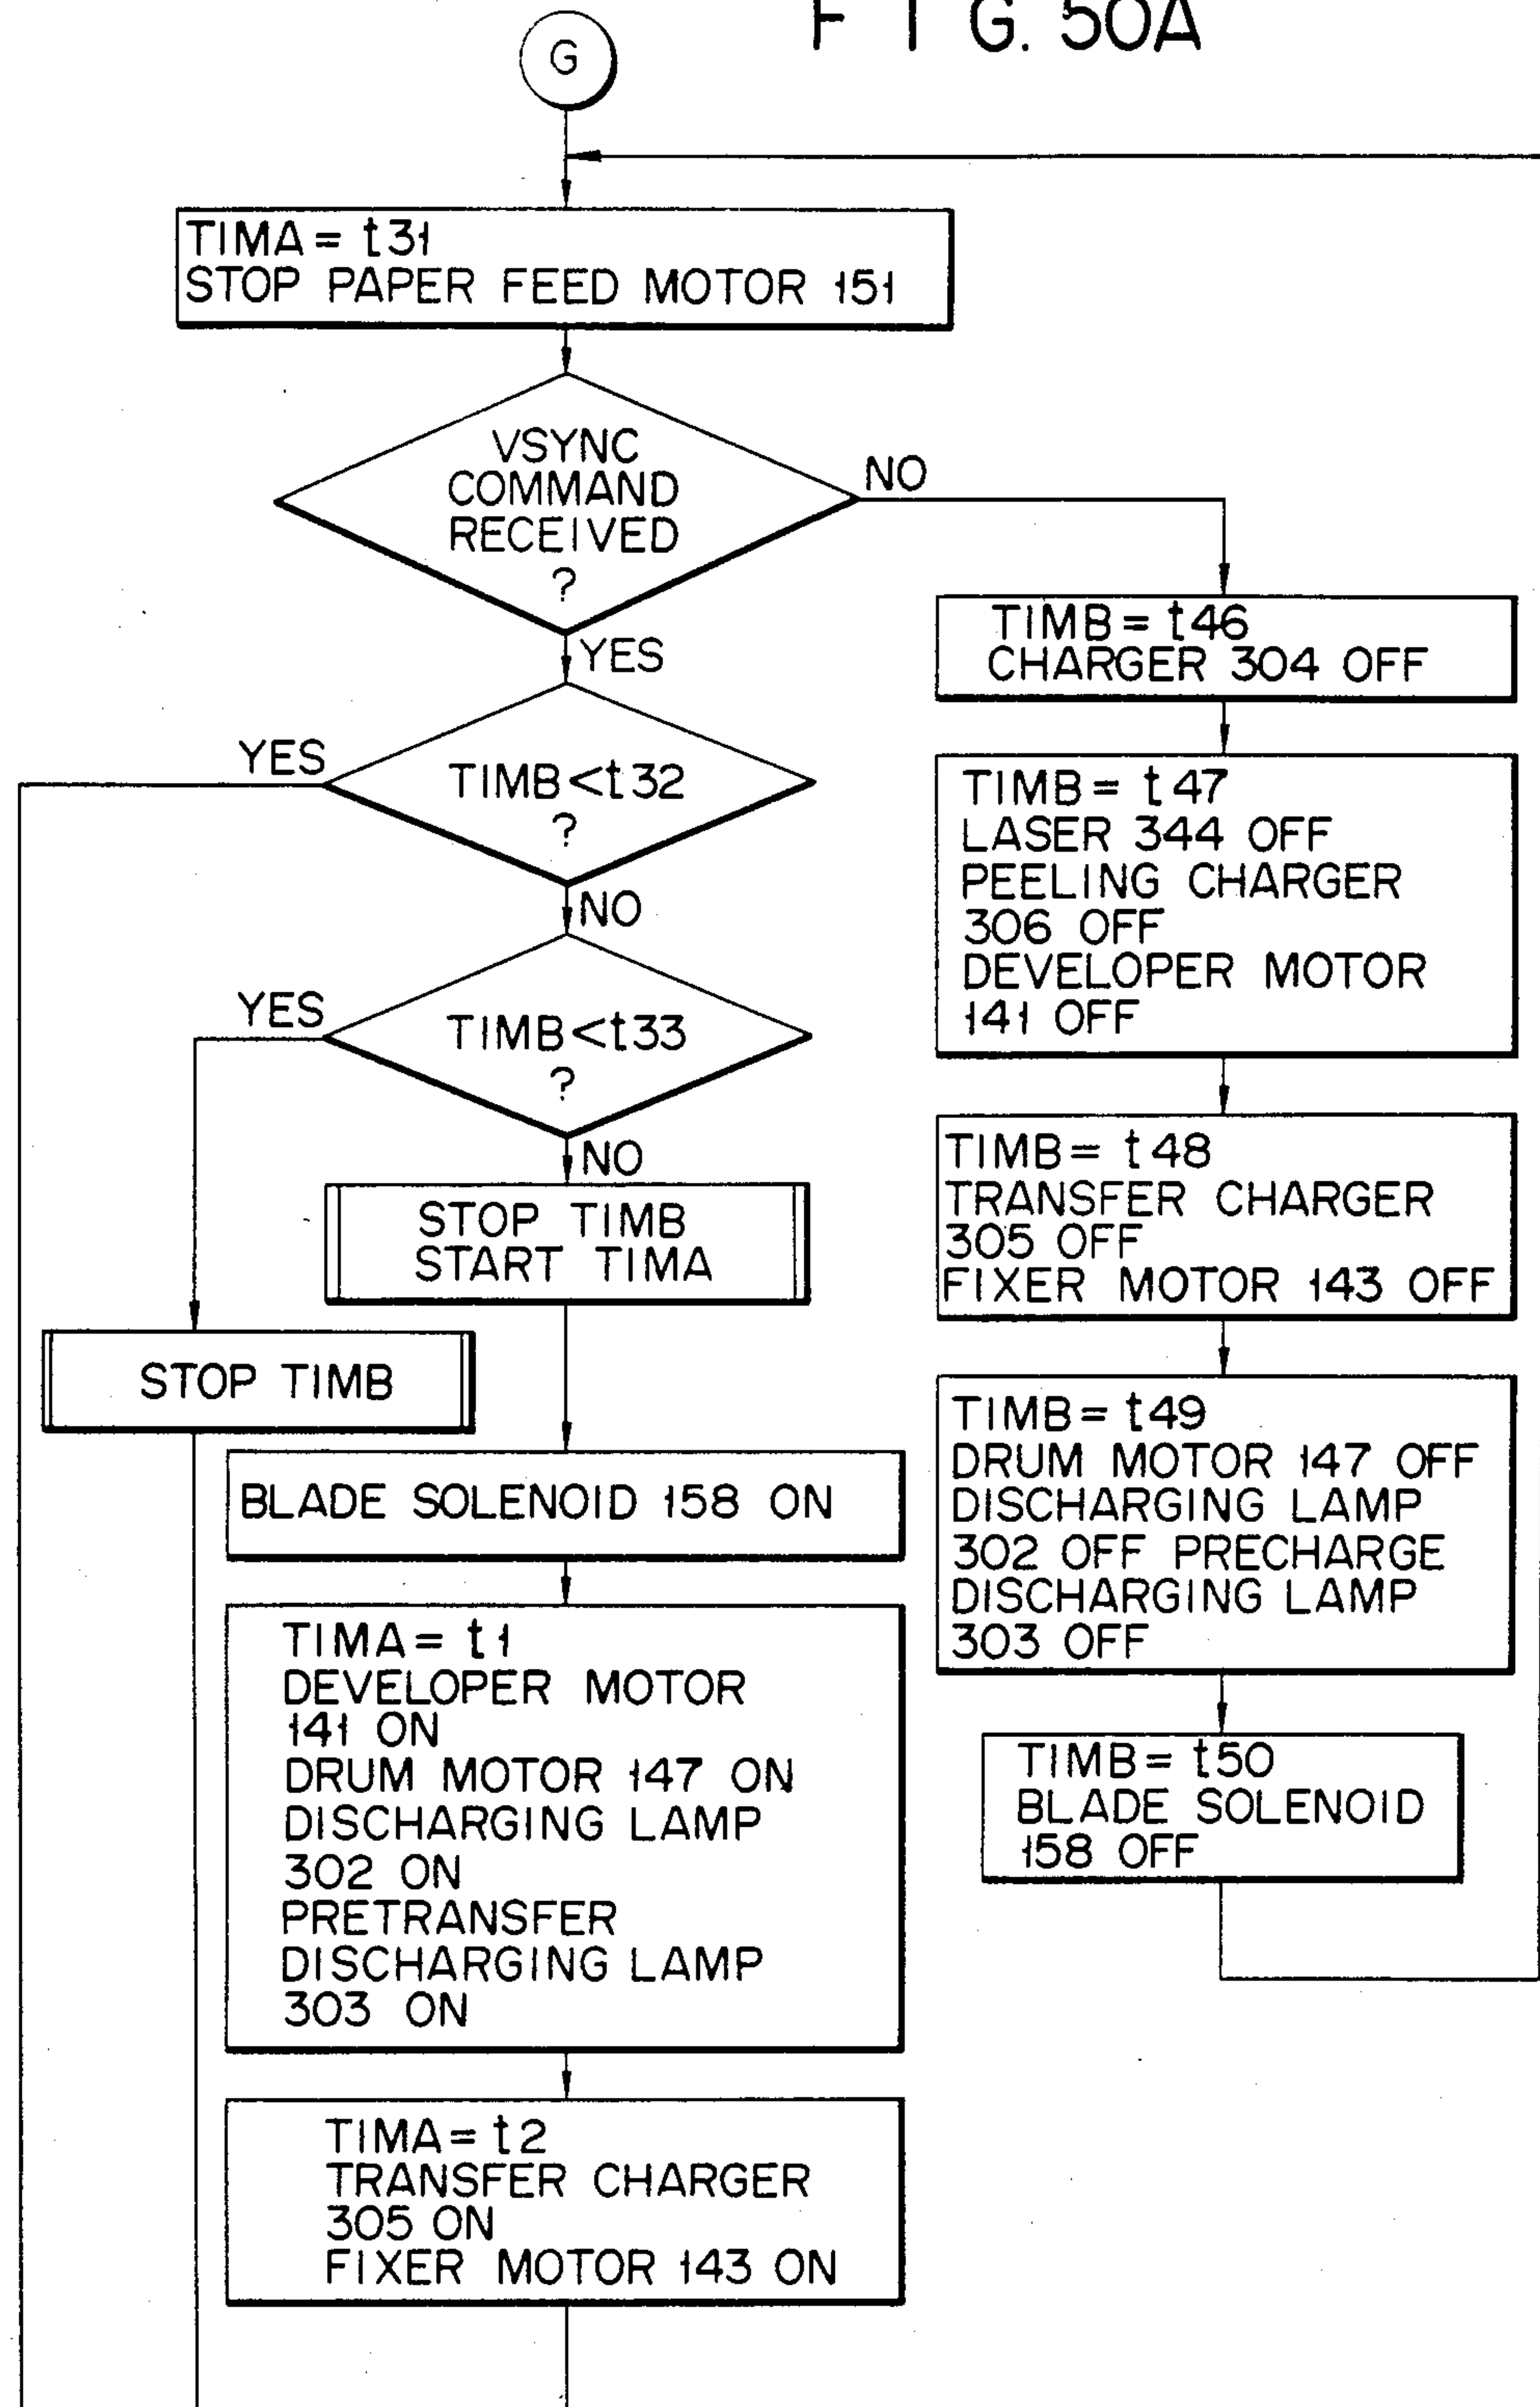 FIG. 50A
G
TIMA = t31
STOP PAPER FEED MOTOR 151
VSYNC
COMMAND
RECEIVED
?
NO
YES
TIMB = t46
CHARGER 304 OFF
YES
TIMB < t32
?
NO
TIMB = t47
LASER 344 OFF
PEELING CHARGER
306 OFF
DEVELOPER MOTOR
141 OFF
YES
TIMB < t33
?
NO
TIMB = t48
TRANSFER CHARGER
305 OFF
FIXER MOTOR 143 OFF
STOP TIMB
START TIMA
STOP TIMB
TIMB = t49
DRUM MOTOR 147 OFF
DISCHARGING LAMP
302 OFF PRECHARGE
DISCHARGING LAMP
303 OFF
BLADE SOLENOID 158 ON
TIMA = t1
DEVELOPER MOTOR
141 ON
DRUM MOTOR 147 ON
DISCHARGING LAMP
302 ON
PRETRANSFER
DISCHARGING LAMP
303 ON
TIMB = t50
BLADE SOLENOID
158 OFF
TIMA = t2
TRANSFER CHARGER
305 ON
FIXER MOTOR 143 ON